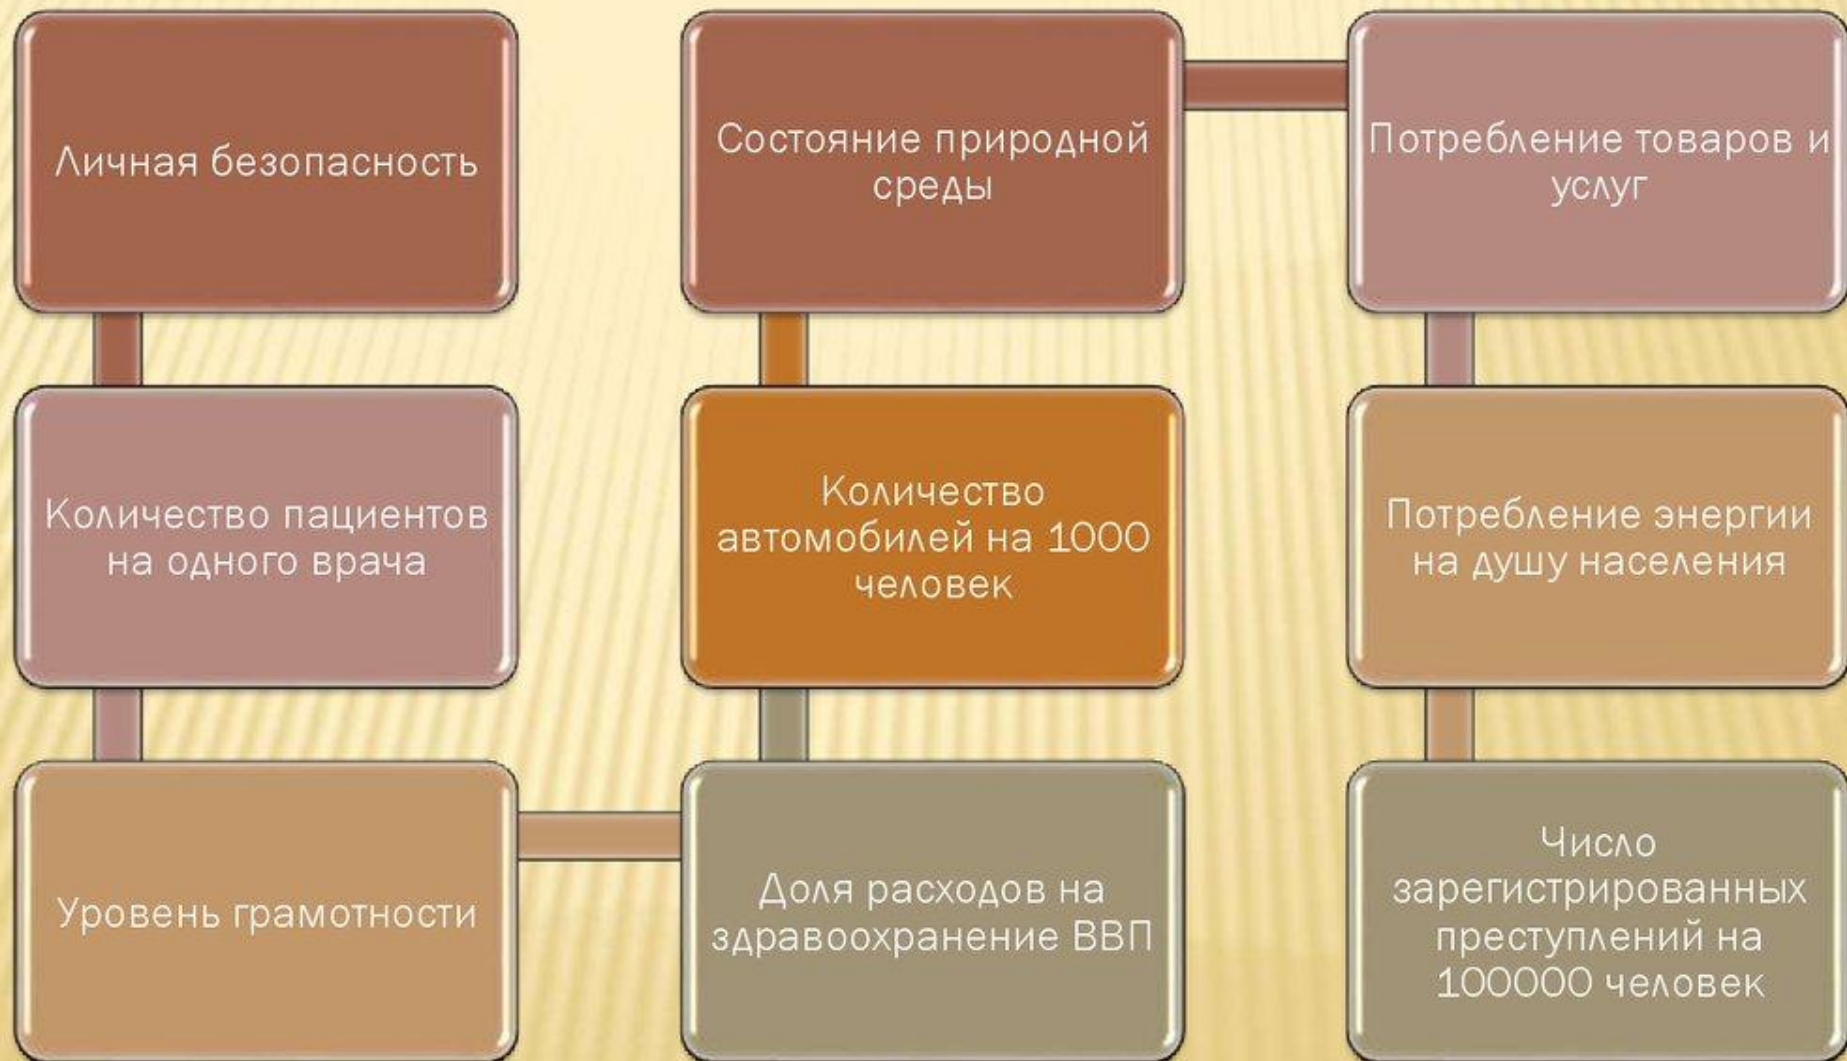 Личная безопасность
Количество пациентов
на одного врача
Уровень грамотности
Доля расходов на
здравоохранение ВВП
Количество
автомобилей на 1000
человек
Состояние природной
среды
Потребление товаров и
услуг
Потребление энергии
на душу населения
Число
зарегистрированных
преступлений на
100000 человек